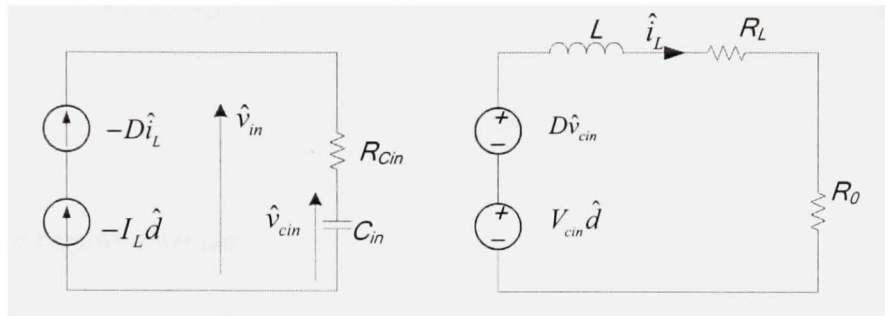 −Dî_L
−I_L d̂
v̂_in
v̂_cin
R_Cin
C_in
L
î_L
R_L
+
−
Dv̂_cin
+
−
V_cin d̂
R_0